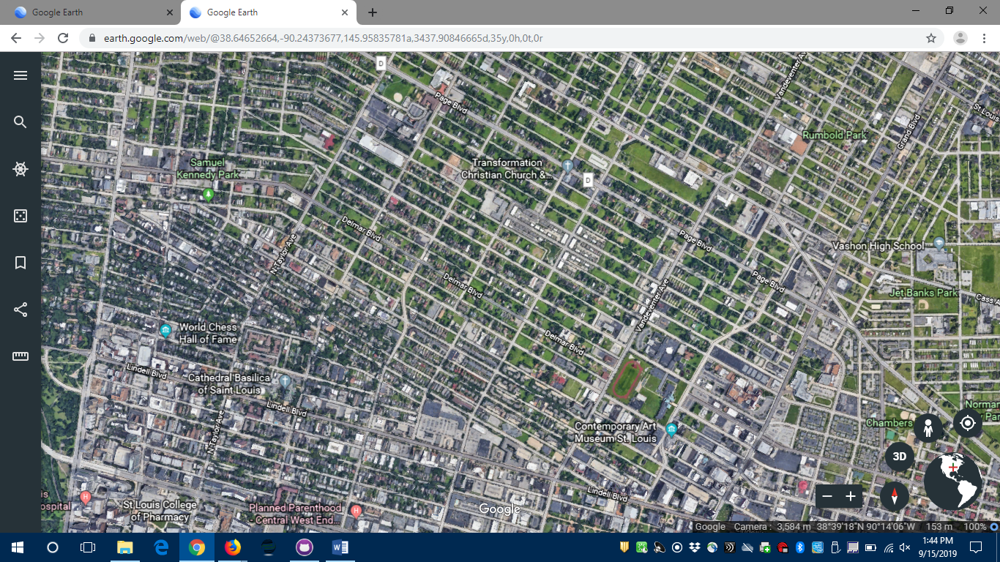 Google Earth
Google Earth
earth.google.com/web/@38.64652664,-90.24373677,145.95835781a,3437.90846665d,35y,0h,0t,0r
D
Page Blvd
Vandeventer Av
St Louis
Grand Blvd
Rumbold Park
Samuel
Kennedy Park
Transformation
Christian Church &...
D
Delmar Blvd
N Taylor Ave
Page Blvd
Vashon High School
Delmar Blvd
Page Blvd
Vandeventer Ave
Jet Banks Park
Cass A
World Chess
Hall of Fame
Delmar Blvd
Lindell Blvd
Cathedral Basilica
of Saint Louis
Lindell Blvd
N Taylor Ave
Contemporary Art
Museum St. Louis
Norman
Par
Chambers
3D
is
ospital
H
St Louis College
of Pharmacy
Planned Parenthood
- Central West End...
H
Lindell Blvd
Google
Google Camera : 3,584 m 38°39'18"N 90°14'06"W 153 m 100%
1:44 PM
9/15/2019